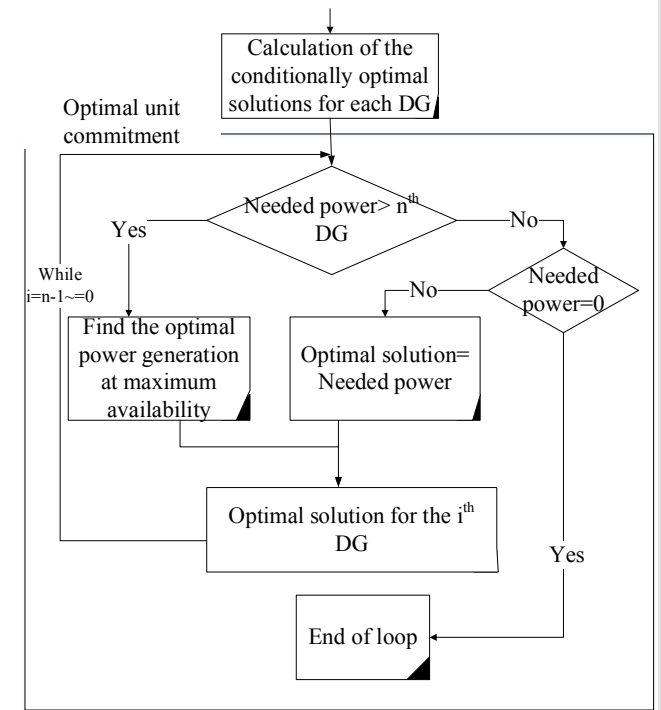 Calculation of the
conditionally optimal
solutions for each DG
Optimal unit
commitment
Needed power> nth
DG
Yes
No
While
i=n-1~=0
Needed
power=0
No
Find the optimal
power generation
at maximum
availability
Optimal solution=
Needed power
Optimal solution for the ith
DG
Yes
End of loop